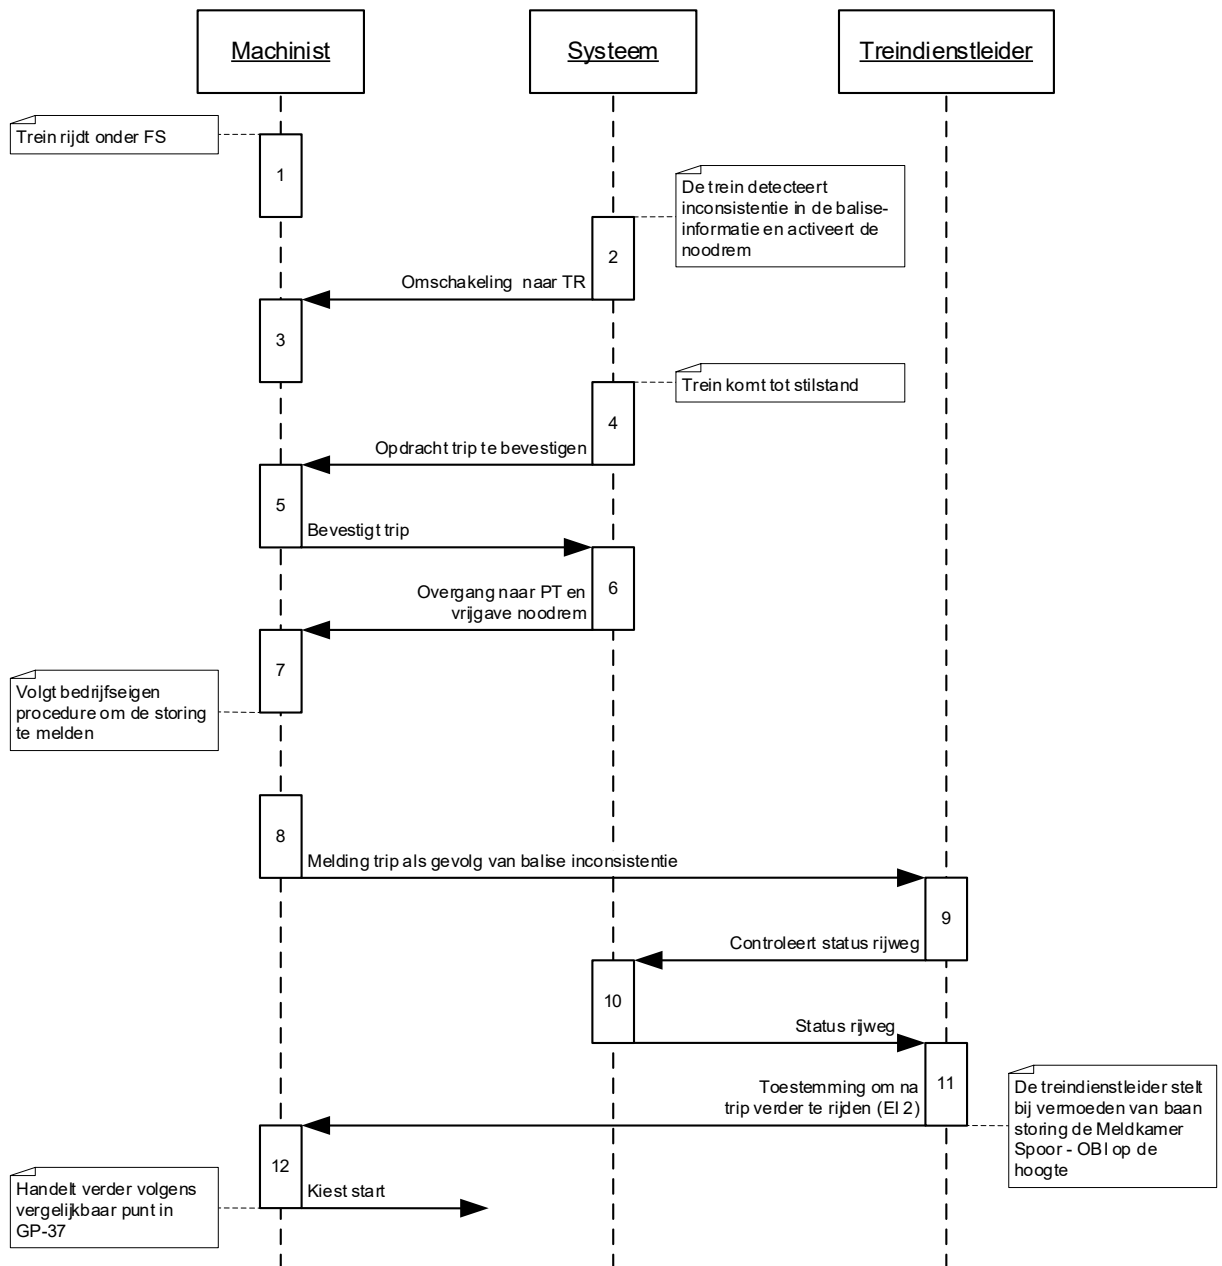 Machinist
Systeem
Treindienstleider
Trein rijdt onder FS
1
De trein detecteert
inconsistentie in de balise-
informatie en activeert de
noodrem
2
Omschakeling naar TR
3
Trein komt tot stilstand
4
Opdracht trip te bevestigen
5
Bevestigt trip
6
Overgang naar PT en
vrijgave noodrem
7
Volgt bedrijfseigen
procedure om de storing
te melden
8
Melding trip als gevolg van balise inconsistentie
9
Controleert status rijweg
10
Status rijweg
11
Toestemming om na
trip verder te rijden (EI 2)
De treindienstleider stelt
bij vermoeden van baan
storing de Meldkamer
Spoor - OBI op de
hoogte
12
Kiest start
Handelt verder volgens
vergelijkbaar punt in
GP-37